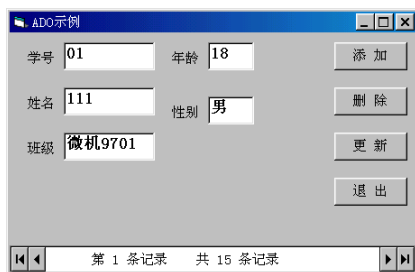 ADO示例
学号 01 年龄 18 添 加
姓名 111 性别 男 删 除
班级 微机9701 更 新
退 出
第 1 条记录 共 15 条记录